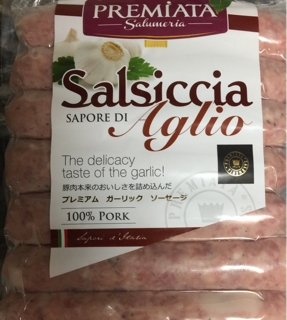 PREMIATA
Salumeria
Salsiccia
SAPORE DI
Aglio
The delicacy
taste of the garlic!
豚肉本来のおいしさを詰め込んだ
プレミアム ガーリック ソーセージ
100% PORK
PREMIATA
Sapori d'Italia